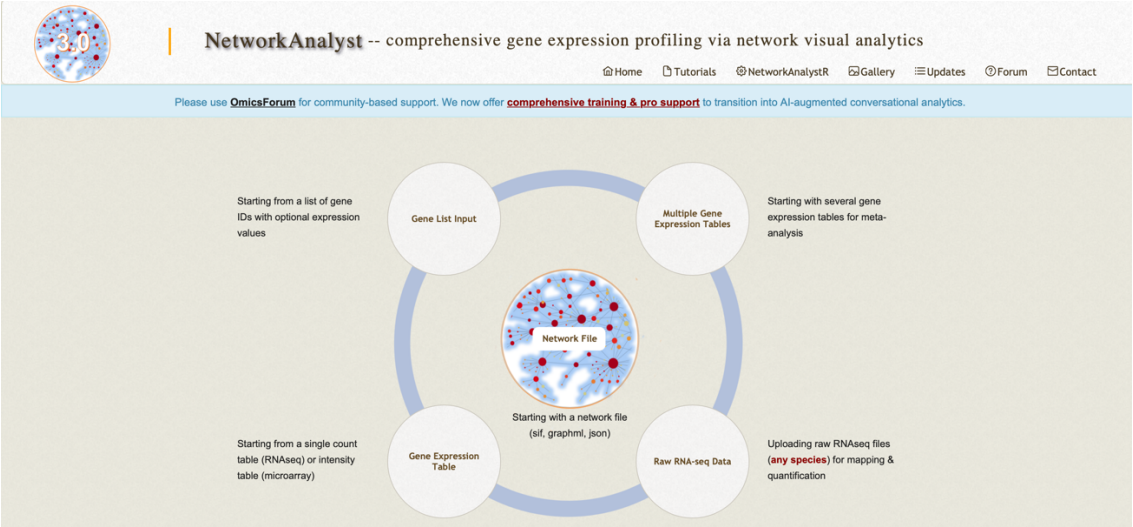 3.0
NetworkAnalyst -- comprehensive gene expression profiling via network visual analytics
Home Tutorials NetworkAnalystR Gallery Updates Forum Contact
Please use OmicsForum for community-based support. We now offer comprehensive training & pro support to transition into AI-augmented conversational analytics.
Starting from a list of gene
IDs with optional expression
values
Gene List Input
Multiple Gene
Expression Tables
Starting with several gene
expression tables for meta-
analysis
Network File
Starting with a network file
(sif, graphml, json)
Starting from a single count
table (RNAseq) or intensity
table (microarray)
Gene Expression
Table
Raw RNA-seq Data
Uploading raw RNAseq files
(any species) for mapping &
quantification